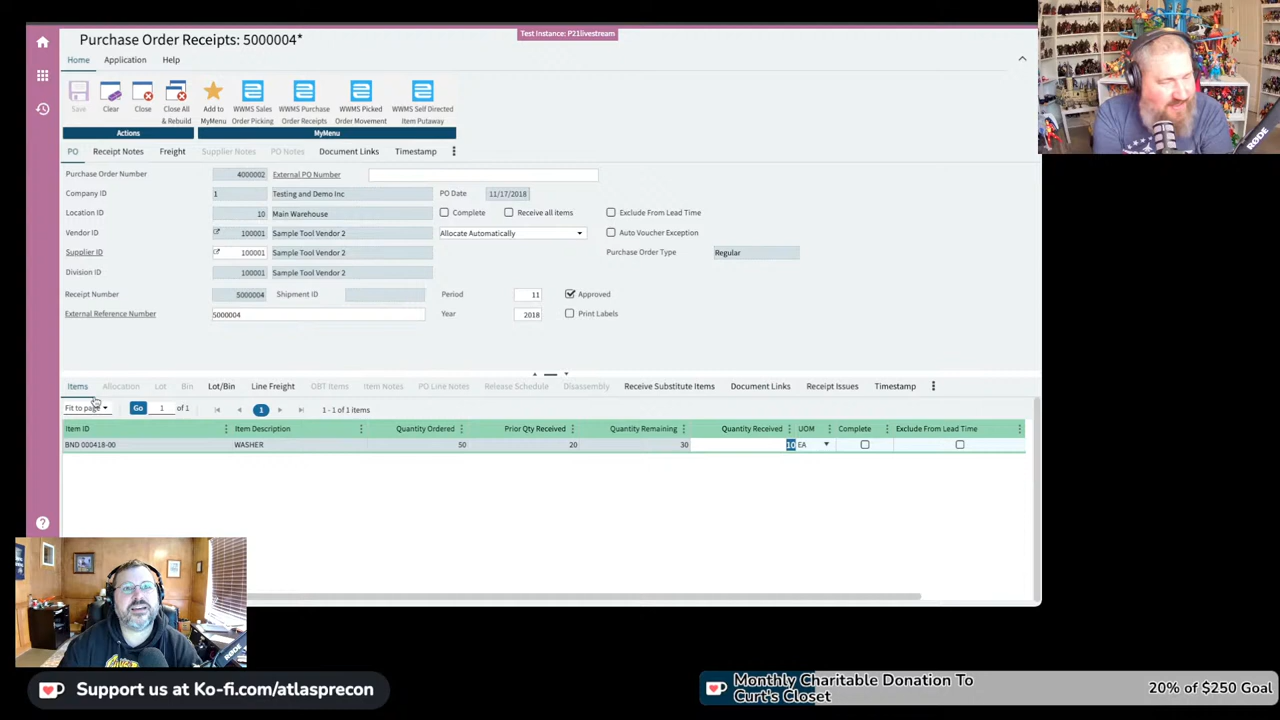 Purchase Order Receipts: 5000004*
Test Instance: P21livestream
Home Application Help
Save Clear Close Close All & Rebuild Add to MyMenu WWMS Sales Order Picking WWMS Purchase Order Receipts WWMS Picked Order Movement WWMS Self Directed Item Putaway
Actions MyMenu
PO Receipt Notes Freight Supplier Notes PO Notes Document Links Timestamp
Purchase Order Number 4000002 External PO Number
Company ID 1 Testing and Demo Inc PO Date 11/17/2018
Location ID 10 Main Warehouse Complete Receive all items Exclude From Lead Time
Vendor ID 100001 Sample Tool Vendor 2 Allocate Automatically Auto Voucher Exception
Supplier ID 100001 Sample Tool Vendor 2 Purchase Order Type Regular
Division ID 100001 Sample Tool Vendor 2
Receipt Number 5000004 Shipment ID Period 11 Approved
External Reference Number 5000004 Year 2018 Print Labels
Items Allocation Lot Bin Lot/Bin Line Freight OBT Items Item Notes PO Line Notes Release Schedule Disassembly Receive Substitute Items Document Links Receipt Issues Timestamp
Fit to page Go 1 of 1 1 1 - 1 of 1 items
Item ID Item Description Quantity Ordered Prior Qty Received Quantity Remaining Quantity Received UOM Complete Exclude From Lead Time
BND 000418-00 WASHER 50 20 30 10 EA
RØDE
Support us at Ko-fi.com/atlasprecon
Monthly Charitable Donation To
Curt's Closet
20% of $250 Goal